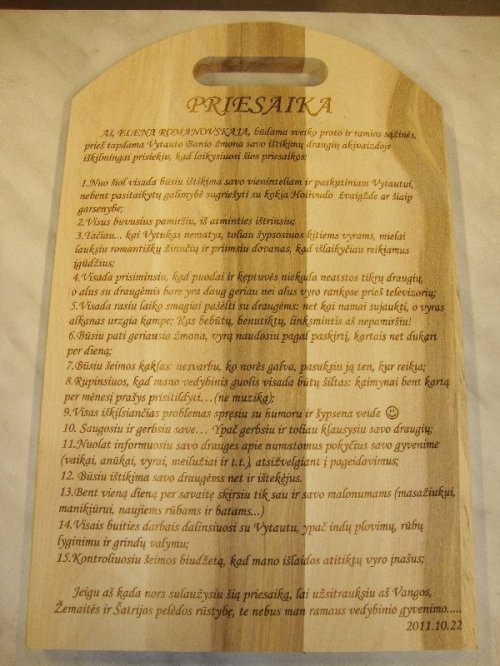 PRIESAIKA
Aš, ELENA ROMANOVSKAJA, būdama sveiko proto ir ramios sąžinės,
prieš tapdama Vytauto Banio žmona savo ištikimų draugių akivaizdoje
iškilmingai prisiekiu, kad laikysiuosi šios priesaikos:
1.Nuo šiol visada būsiu ištikima savo vieninteliam ir paskutiniam Vytautui,
nebent pasitaikytų galimybė sugriešyti su kokia Holivudo žvaigžde ar šiaip
garsenybe;
2.Visus buvusius pamiršiu, iš atminties ištrinsiu;
3.Tačiau... kai Vytukas nematys, toliau šypsosiuos kitiems vyrams, mielai
lauksiu romantiškų žinučių ir priimsiu dovanas, kad išlaikyčiau reikiamus
įgūdžius;
4.Visada prisiminsiu, kad puodai ir keptuvės niekada neatstos tikrų draugių,
o alus su draugėmis bare yra daug geriau nei alus vyro rankose prieš televizorių;
5.Visada rasiu laiko smagiai pašėlti su draugėms: net kai namai sujaukti, o vyras
alkanas urzgia kampe; Kas bebūtų, benutiktų, linksmintis aš nepamiršiu!
6.Būsiu pati geriausia žmona, vyrą naudosiu pagal paskirtį, kartais net dukart
per dieną;
7.Būsiu šeimos kaklas: nesvarbu, ko norės galva, pasuksiu ją ten, kur reikia;
8.Rūpinsiuos, kad mano vedybinis guolis visada būtų šiltas: kaimynai bent kartą
per mėnesį prašys prisitildyti...(ne muziką);
9.Visas iškilsiančias problemas spręsiu su humoru ir šypsena veide ☺
10. Saugosiu ir gerbsiu save... Ypač gerbsiu ir toliau klausysiu savo draugių;
11.Nuolat informuosiu savo drauges apie numatomus pokyčius savo gyvenime
(vaikai, anūkai, vyrai, meilužiai ir t.t.), atsižvelgiant į pageidavimus;
12. Būsiu ištikima savo draugėms net ir ištekėjus.
13.Bent vieną dieną per savaitę skirsiu tik sau ir savo malonumams (masažiukui,
manikiūrui, naujiems rūbams ir batams...)
14.Visais buities darbais dalinsiuosi su Vytautu, ypač indų plovimų, rūbų
lyginimu ir grindų valymu;
15.Kontroliuosiu šeimos biudžetą, kad mano išlaidos atitiktų vyro įnašus;
Jeigu aš kada nors sulaužysiu šią priesaiką, lai užsitrauksiu aš Vangos,
Žemaitės ir Šatrijos pelėdos rūstybę, te nebus man ramaus vedybinio gyvenimo.....
2011.10.22